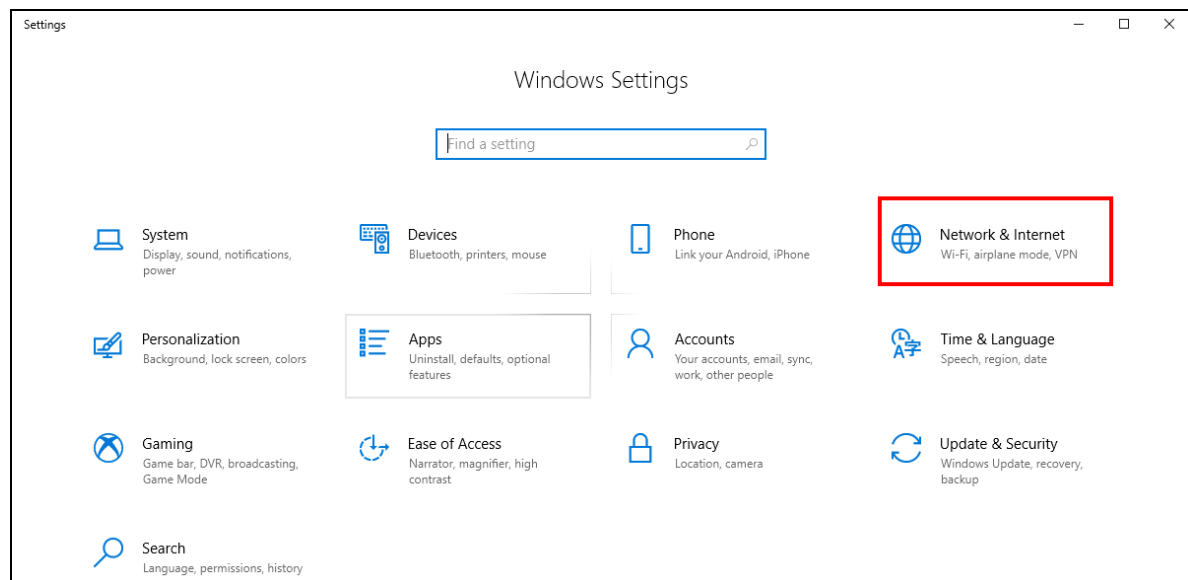 Settings
Windows Settings
Find a setting
System
Display, sound, notifications,
power
Devices
Bluetooth, printers, mouse
Phone
Link your Android, iPhone
Network & Internet
Wi-Fi, airplane mode, VPN
Personalization
Background, lock screen, colors
Apps
Uninstall, defaults, optional
features
Accounts
Your accounts, email, sync,
work, other people
Time & Language
Speech, region, date
Gaming
Game bar, DVR, broadcasting,
Game Mode
Ease of Access
Narrator, magnifier, high
contrast
Privacy
Location, camera
Update & Security
Windows Update, recovery,
backup
Search
Language, permissions, history